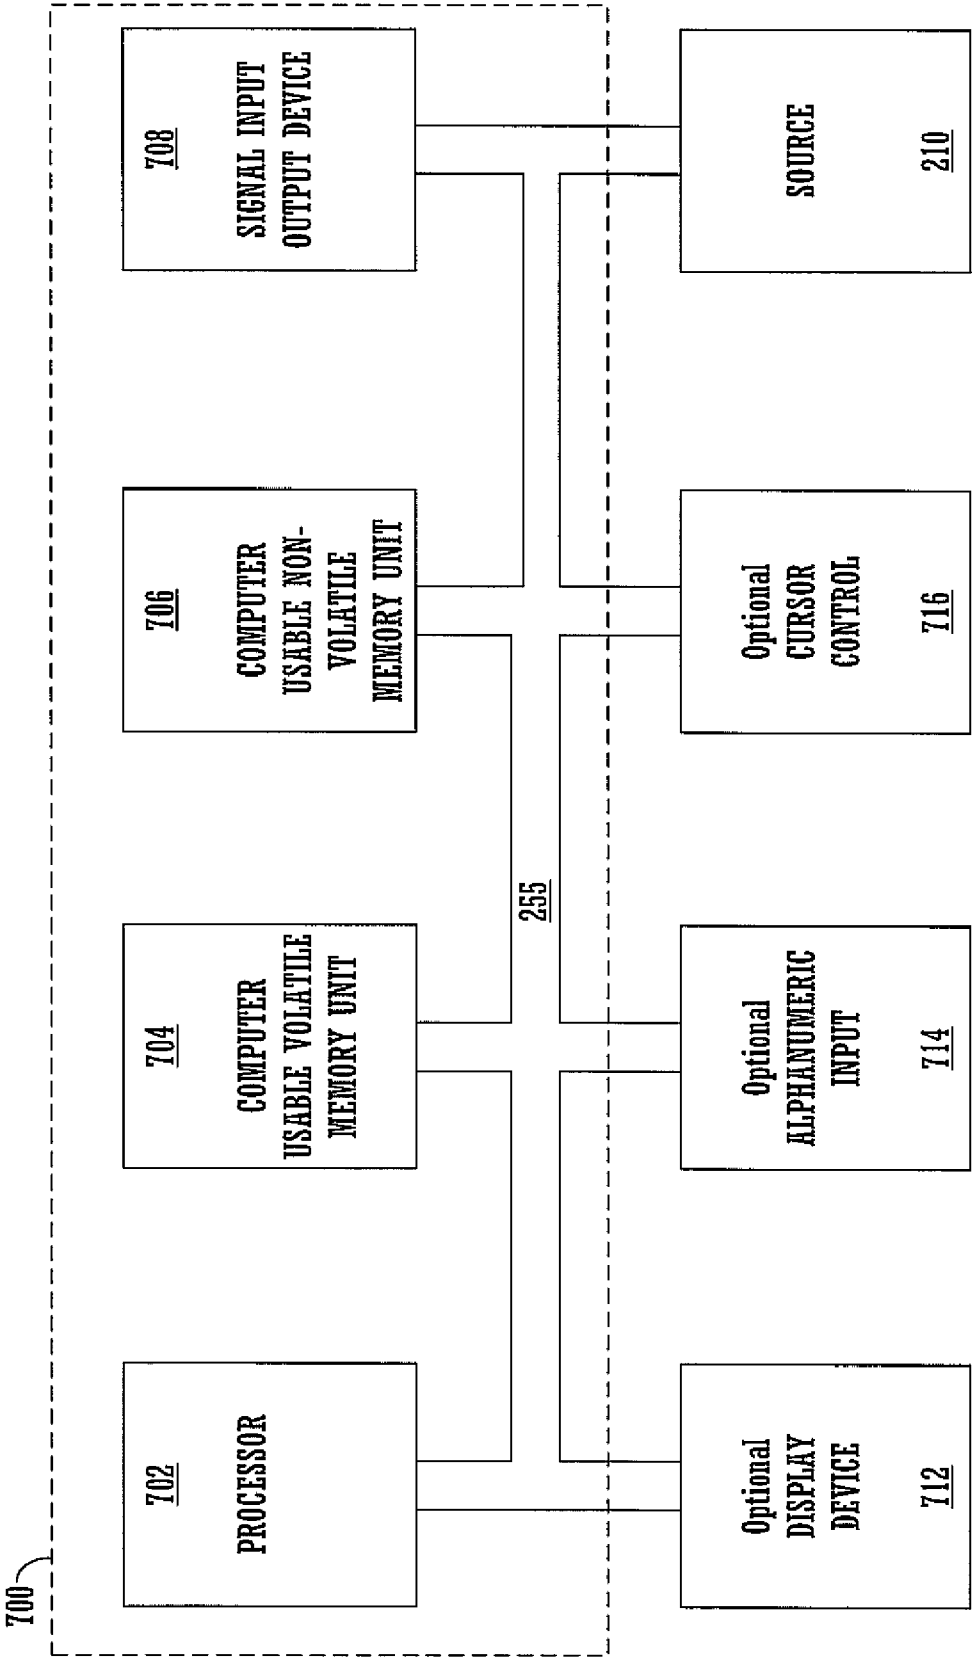 700
702
PROCESSOR
704
COMPUTER
USABLE VOLATILE
MEMORY UNIT
706
COMPUTER
USABLE NON-
VOLATILE
MEMORY UNIT
708
SIGNAL INPUT
OUTPUT DEVICE
255
Optional
DISPLAY
DEVICE
712
Optional
ALPHANUMERIC
INPUT
714
Optional
CURSOR
CONTROL
716
SOURCE
210